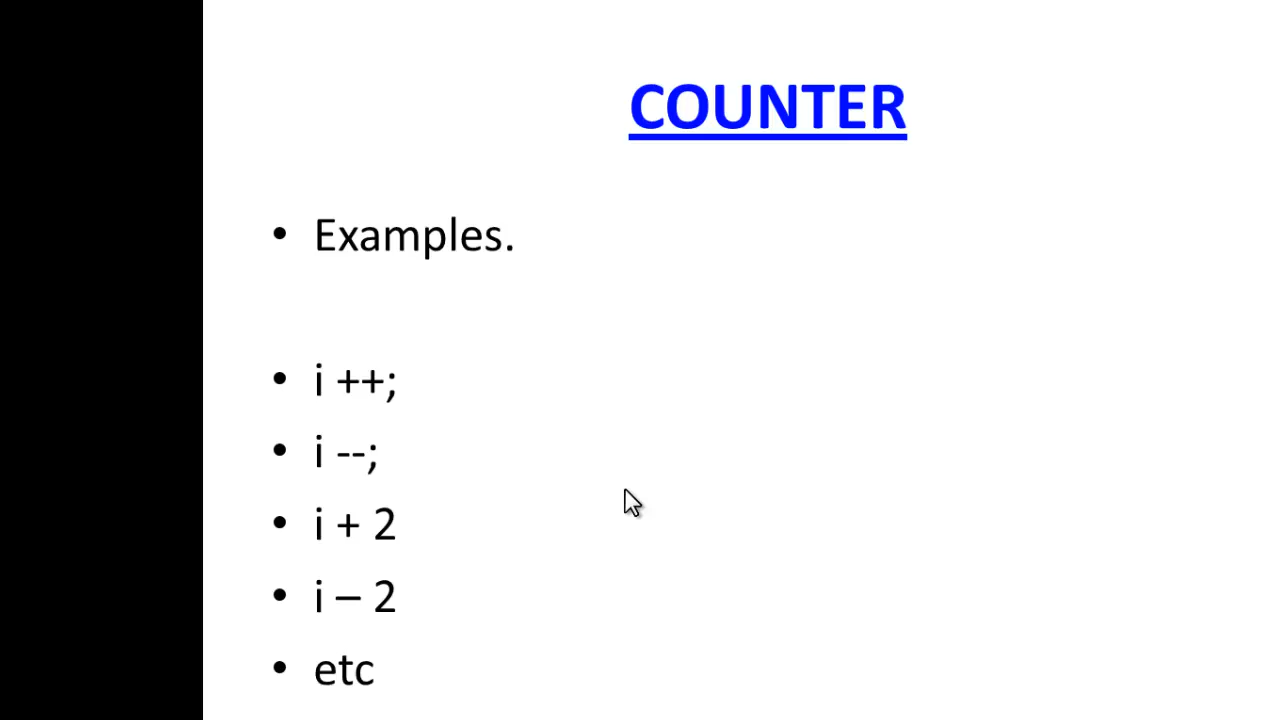 COUNTER
• Examples.
• i ++;
• i --;
• i + 2
• i – 2
• etc